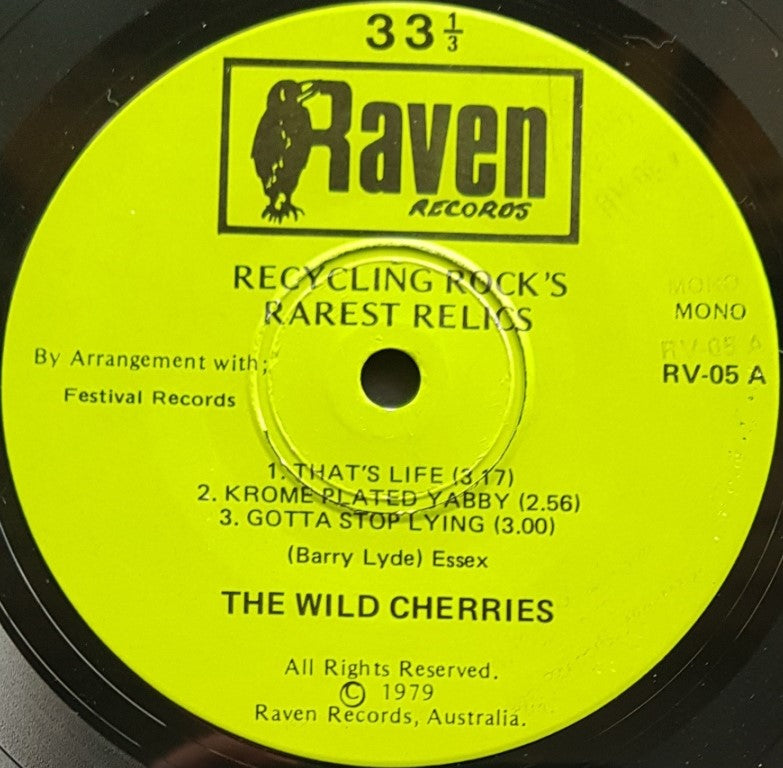 33 1/3
Raven
RECORDS
RECYCLING ROCK'S
RAREST RELICS
MONO
MONO
By Arrangement with;
RV-05 A
Festival Records
RV-05 A
1. THAT'S LIFE (3.17)
2. KROME PLATED YABBY (2.56)
3. GOTTA STOP LYING (3.00)
(Barry Lyde) Essex
THE WILD CHERRIES
All Rights Reserved.
© 1979
Raven Records, Australia.